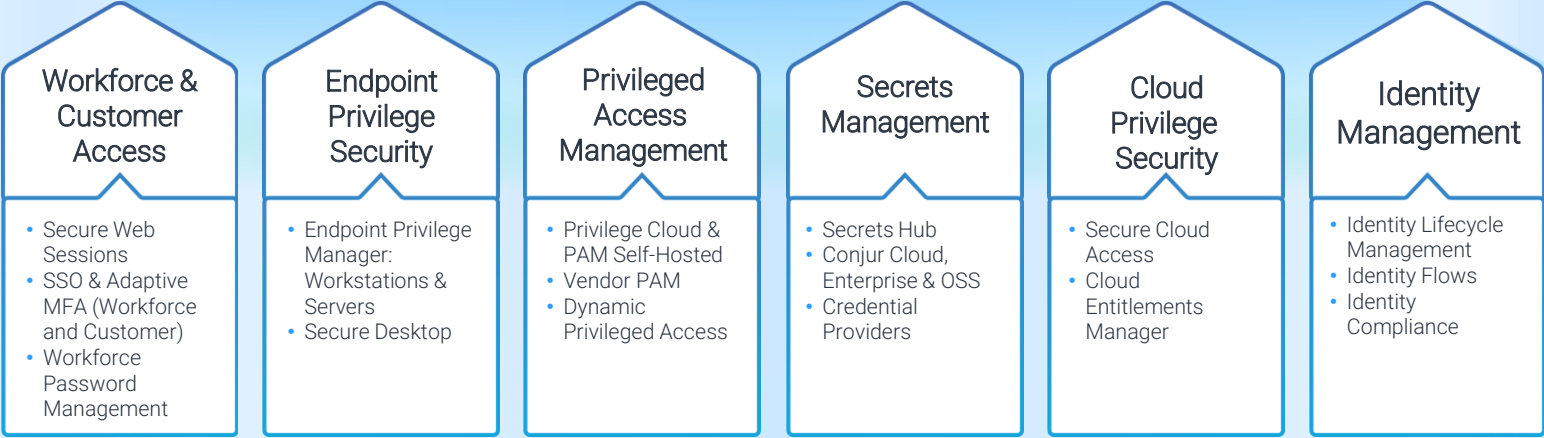 Workforce &
Customer
Access
• Secure Web
Sessions
• SSO & Adaptive
MFA (Workforce
and Customer)
• Workforce
Password
Management
Endpoint
Privilege
Security
• Endpoint Privilege
Manager:
Workstations &
Servers
• Secure Desktop
Privileged
Access
Management
• Privilege Cloud &
PAM Self-Hosted
• Vendor PAM
• Dynamic
Privileged Access
Secrets
Management
• Secrets Hub
• Conjur Cloud,
Enterprise & OSS
• Credential
Providers
Cloud
Privilege
Security
• Secure Cloud
Access
• Cloud
Entitlements
Manager
Identity
Management
• Identity Lifecycle
Management
• Identity Flows
• Identity
Compliance